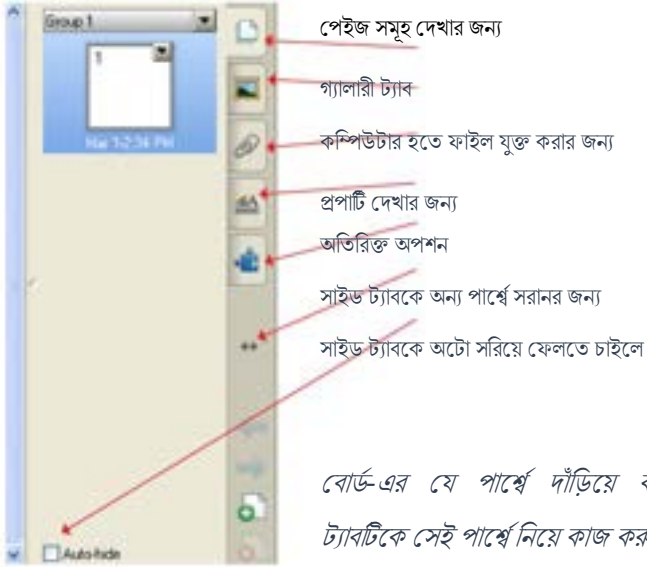 Group 1
1
পেইজ সমূহ দেখার জন্য
গ্যালারী ট্যাব
কম্পিউটার হতে ফাইল যুক্ত করার জন্য
প্রপার্টি দেখার জন্য
অতিরিক্ত অপশন
সাইড ট্যাবকে অন্য পার্শ্বে সরানর জন্য
সাইড ট্যাবকে অটো সরিয়ে ফেলতে চাইলে
বোর্ড-এর যে পার্শ্বে দাঁড়িয়ে
ট্যাবটিকে সেই পার্শ্বে নিয়ে কাজ
Auto-hide